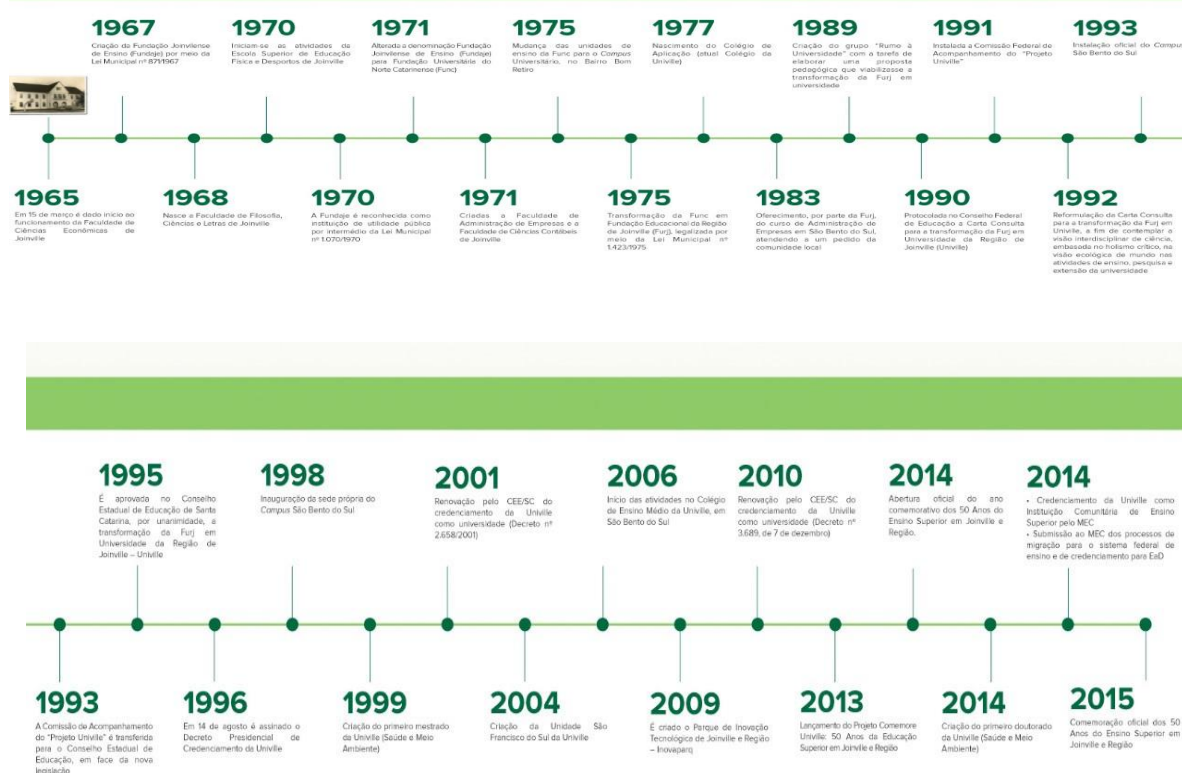 1967
Criação da Fundação Joinvilense
de Ensino (Fundaje) por meio da
Lei Municipal nº 871/1967
1970
Iniciam-se as atividades da
Escola Superior de Educação
Física e Desportos de Joinville
1971
Alterada a denominação Fundação
Joinvilense de Ensino (Fundaje)
para Fundação Universitária do
Norte Catarinense (Func)
1975
Mudança das unidades de
ensino da Func para o Campus
Universitário, no Bairro Bom
Retiro
1977
Nascimento do Colégio de
Aplicação (atual Colégio da
Univille)
1989
Criação do grupo "Rumo à
Universidade" com a tarefa de
elaborar uma proposta
pedagógica que viabilizasse a
transformação da Furj em
universidade
1991
Instalada a Comissão Federal de
Acompanhamento do "Projeto
Univille"
1993
Instalação oficial do Campus
São Bento do Sul
1965
Em 15 de março é dado início ao
funcionamento da Faculdade de
Ciências Econômicas de
Joinville
1968
Nasce a Faculdade de Filosofia,
Ciências e Letras de Joinville
1970
A Fundaje é reconhecida como
instituição de utilidade pública
por intermédio da Lei Municipal
nº 1.070/1970
1971
Criadas a Faculdade de
Administração de Empresas e a
Faculdade de Ciências Contábeis
de Joinville
1975
Transformação da Func em
Fundação Educacional da Região
de Joinville (Furj), legalizada por
meio da Lei Municipal nº
1.423/1975
1983
Oferecimento, por parte da Furj,
do curso de Administração de
Empresas em São Bento do Sul,
atendendo a um pedido da
comunidade local
1990
Protocolada no Conselho Federal
de Educação a Carta Consulta
para a transformação da Furj em
Universidade da Região de
Joinville (Univille)
1992
Reformulação da Carta Consulta
para a transformação da Furj em
Univille, a fim de contemplar a
visão interdisciplinar de ciência,
embasada no holismo crítico, na
visão ecológica de mundo nas
atividades de ensino, pesquisa e
extensão da universidade
1995
É aprovada no Conselho
Estadual de Educação de Santa
Catarina, por unanimidade, a
transformação da Furj em
Universidade da Região de
Joinville – Univille
1998
Inauguração da sede própria do
Campus São Bento do Sul
2001
Renovação pelo CEE/SC do
credenciamento da Univille
como universidade (Decreto nº
2.658/2001)
2006
Início das atividades no Colégio
de Ensino Médio da Univille, em
São Bento do Sul
2010
Renovação pelo CEE/SC do
credenciamento da Univille
como universidade (Decreto nº
3.689, de 7 de dezembro)
2014
Abertura oficial do ano
comemorativo dos 50 Anos do
Ensino Superior em Joinville e
Região.
2014
• Credenciamento da Univille como
Instituição Comunitária de Ensino
Superior pelo MEC
• Submissão ao MEC dos processos de
migração para o sistema federal de
ensino e de credenciamento para EaD
1993
A Comissão de Acompanhamento
do "Projeto Univille" é transferida
para o Conselho Estadual de
Educação, em face da nova
legislação
1996
Em 14 de agosto é assinado o
Decreto Presidencial de
Credenciamento da Univille
1999
Criação do primeiro mestrado
da Univille (Saúde e Meio
Ambiente)
2004
Criação da Unidade São
Francisco do Sul da Univille
2009
É criado o Parque de Inovação
Tecnológica de Joinville e Região
– Inovaparq
2013
Lançamento do Projeto Comemore
Univille: 50 Anos da Educação
Superior em Joinville e Região
2014
Criação do primeiro doutorado
da Univille (Saúde e Meio
Ambiente)
2015
Comemoração oficial dos 50
Anos do Ensino Superior em
Joinville e Região